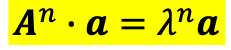 𝑨ⁿ · 𝒂 = λⁿ𝒂